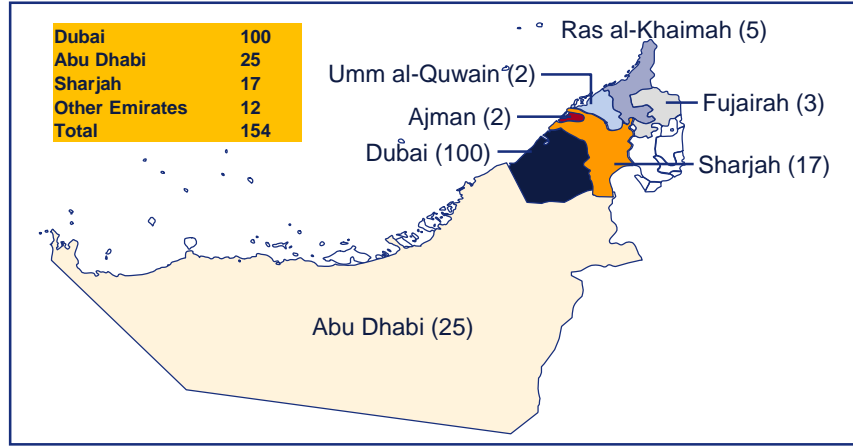 Dubai 100
Abu Dhabi 25
Sharjah 17
Other Emirates 12
Total 154
Ras al-Khaimah (5)
Umm al-Quwain (2)
Fujairah (3)
Ajman (2)
Dubai (100)
Sharjah (17)
Abu Dhabi (25)